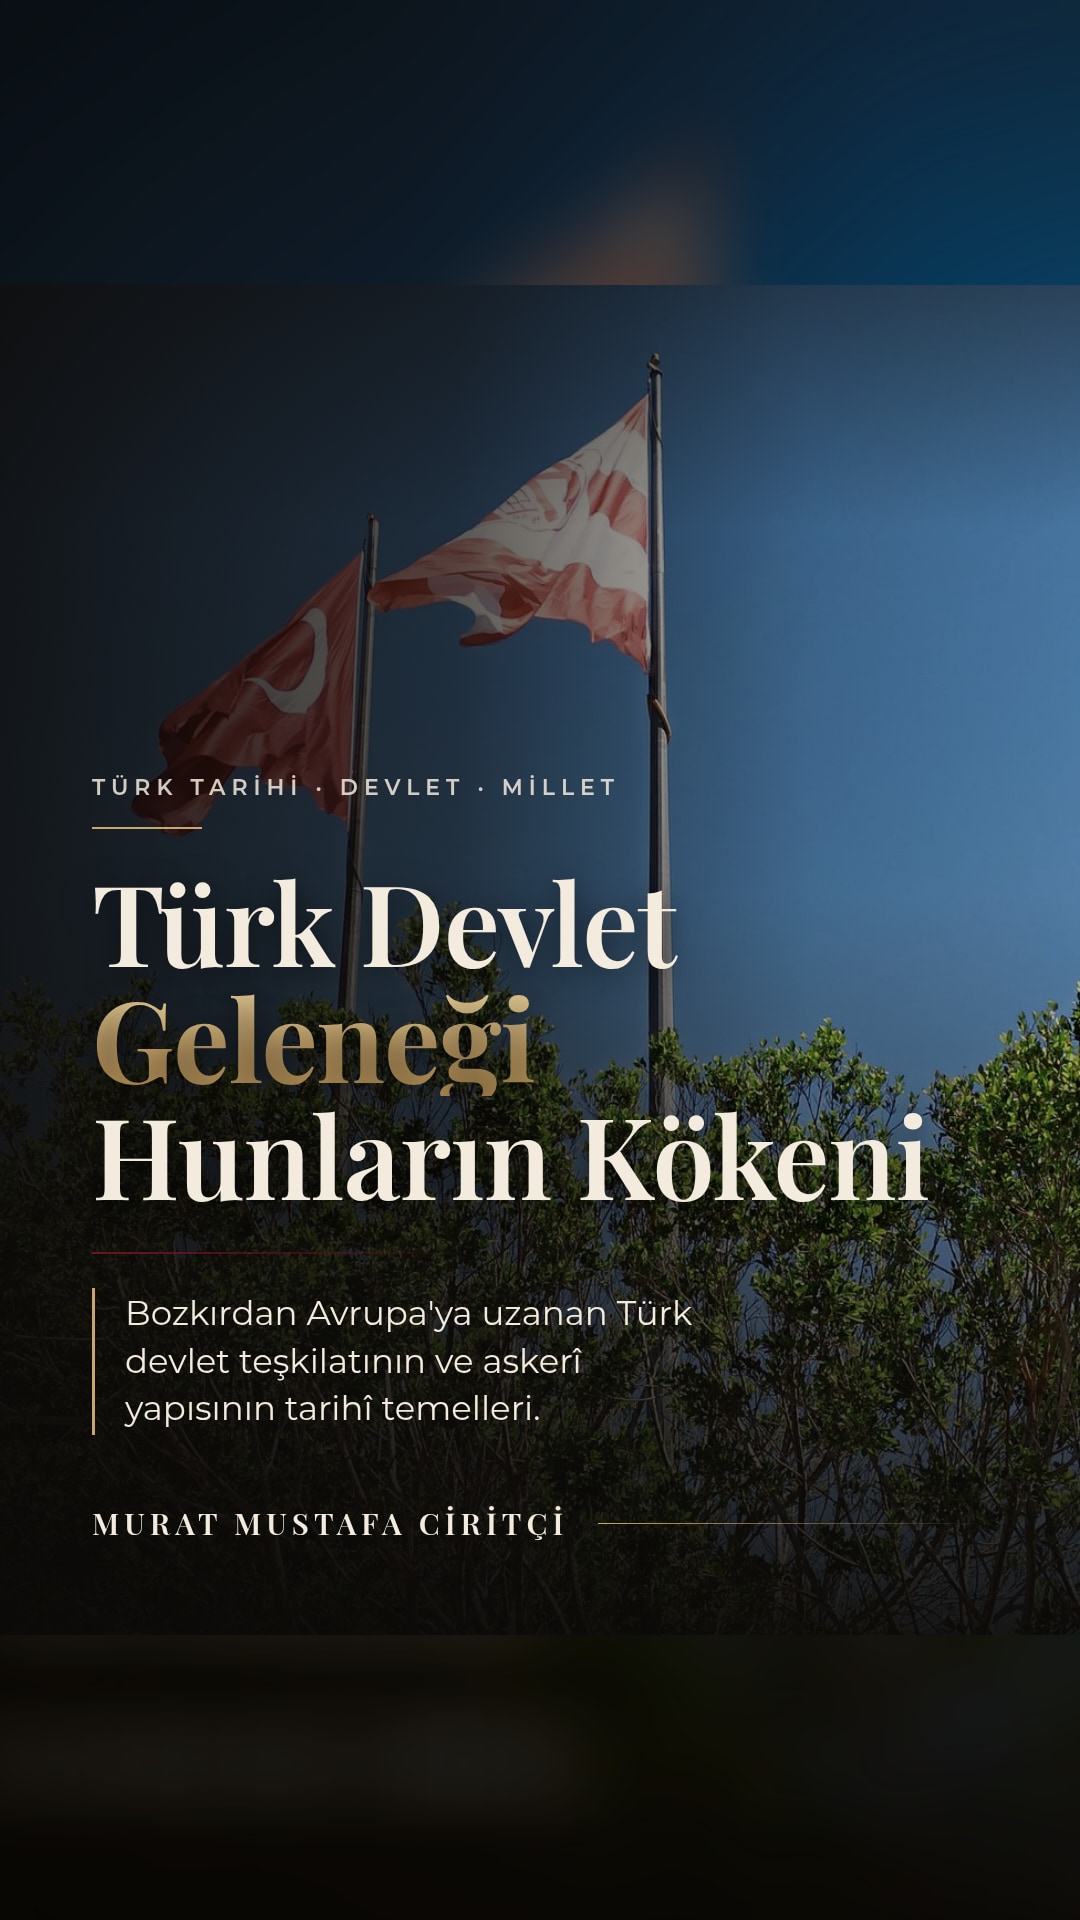 TÜRK TARİHİ · DEVLET · MİLLET
Türk Devlet
Geleneği
Hunların Kökeni
Bozkırdan Avrupa'ya uzanan Türk
devlet teşkilatının ve askerî
yapısının tarihî temelleri.
MURAT MUSTAFA CİRİTÇİ